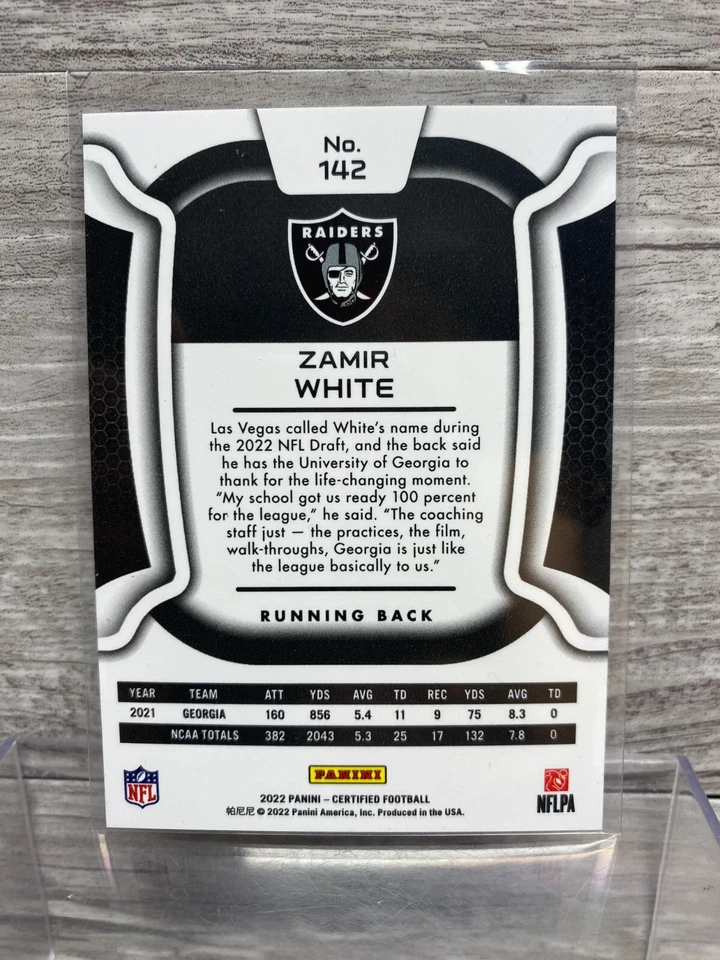 No.
142
RAIDERS
ZAMIR
WHITE
Las Vegas called White's name during
the 2022 NFL Draft, and the back said
he has the University of Georgia to
thank for the life-changing moment.
"My school got us ready 100 percent
for the league," he said. "The coaching
staff just — the practices, the film,
walk-throughs, Georgia is just like
the league basically to us."
RUNNING BACK
YEAR TEAM ATT YDS AVG TD REC YDS AVG TD
2021 GEORGIA 160 856 5.4 11 9 75 8.3 0
NCAA TOTALS 382 2043 5.3 25 17 132 7.8 0
NFL
PANINI
NFLPA
2022 PANINI – CERTIFIED FOOTBALL
帕尼尼 © 2022 Panini America, Inc. Produced in the USA.